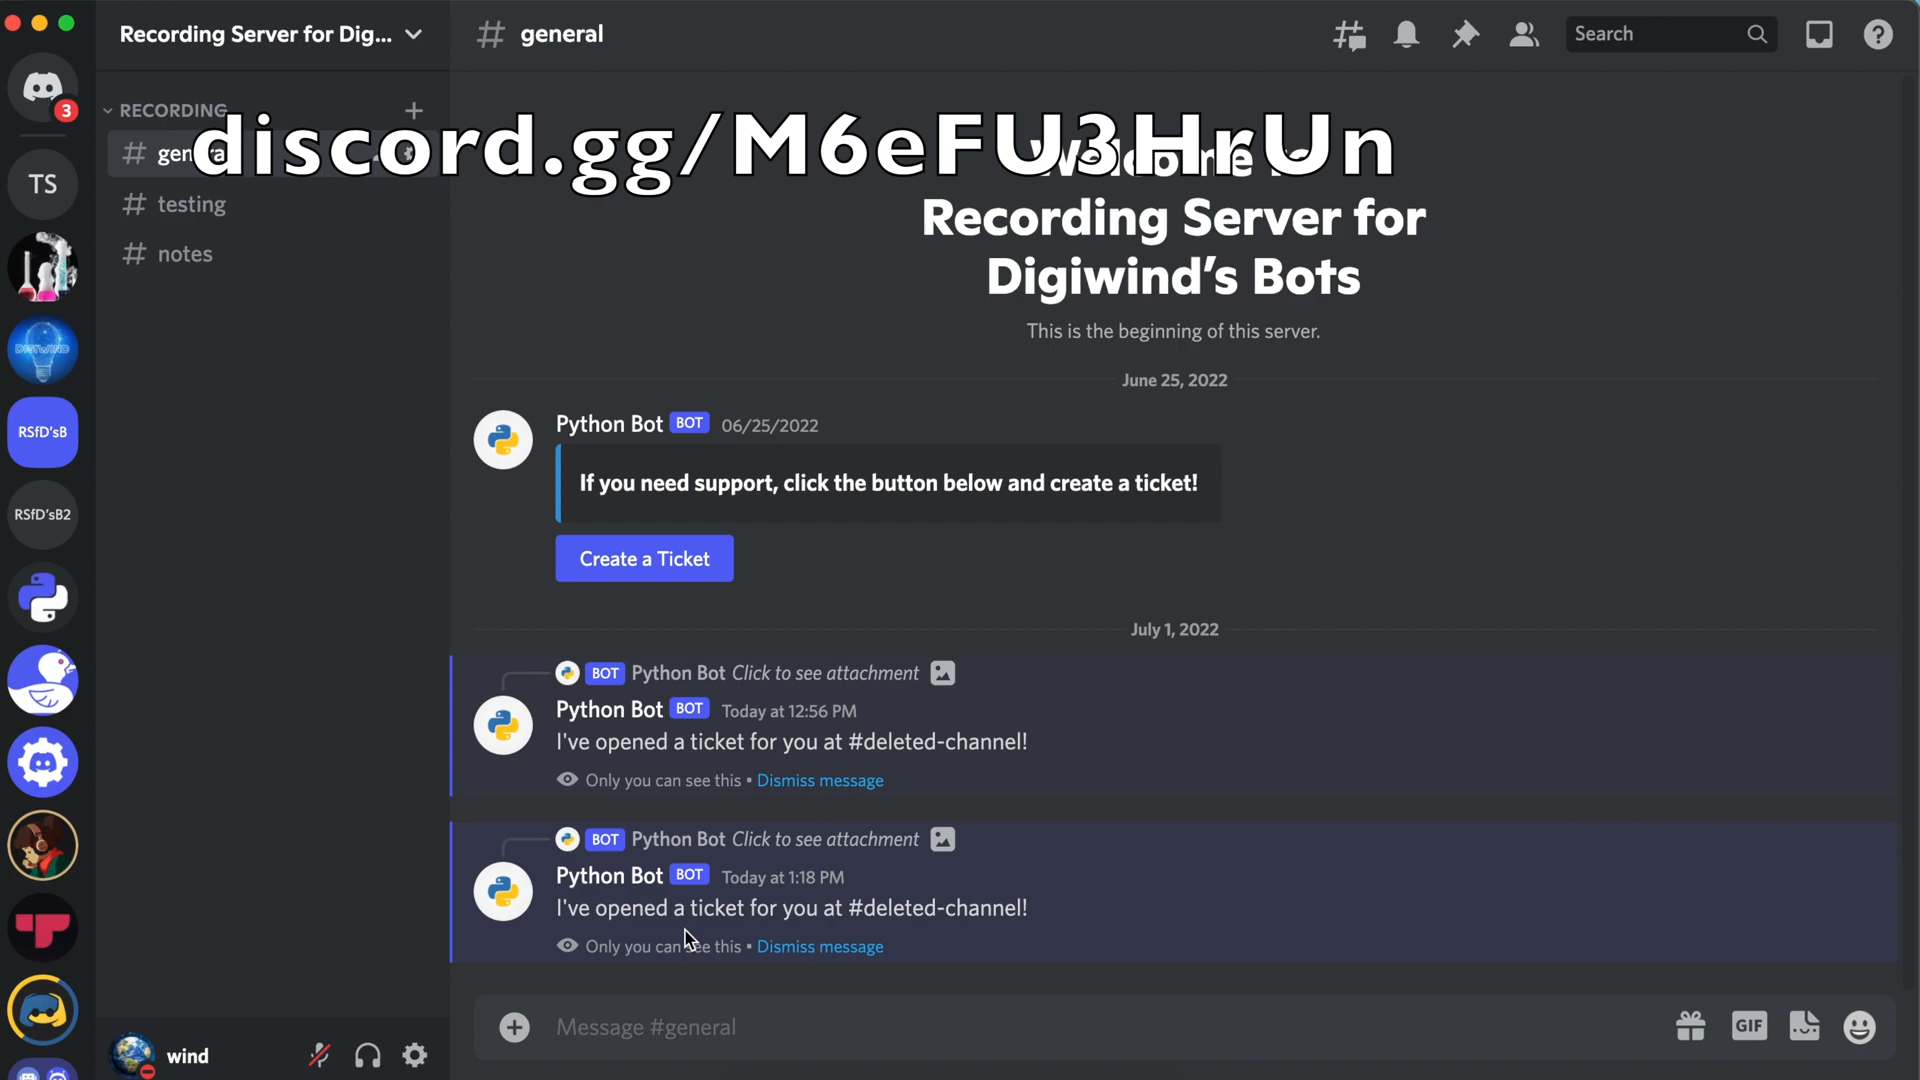 Recording Server for Dig...
general
Search
3
RECORDING
discord.gg/M6eFU3HrUn
general
testing
notes
TS
DIGIWIND
RSfD'sB
RSfD'sB2
Welcome to
Recording Server for
Digiwind's Bots
This is the beginning of this server.
June 25, 2022
Python Bot BOT 06/25/2022
If you need support, click the button below and create a ticket!
Create a Ticket
July 1, 2022
BOT Python Bot Click to see attachment
Python Bot BOT Today at 12:56 PM
I've opened a ticket for you at #deleted-channel!
Only you can see this • Dismiss message
BOT Python Bot Click to see attachment
Python Bot BOT Today at 1:18 PM
I've opened a ticket for you at #deleted-channel!
Only you can see this • Dismiss message
Message #general
GIF
wind